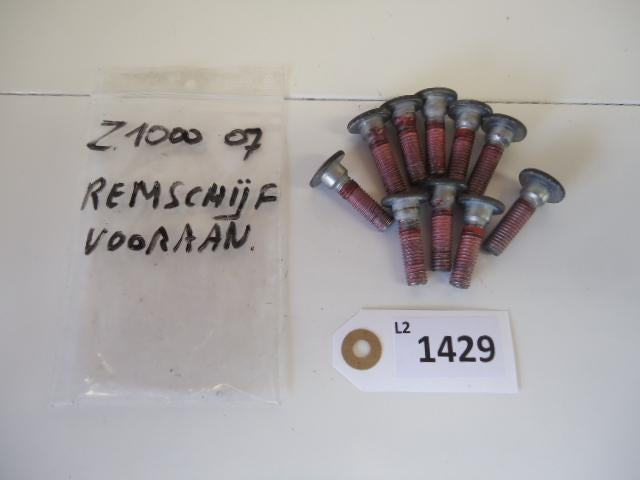 Z1000 07
REMSCHIJF
VOORAAN.
L2
1429